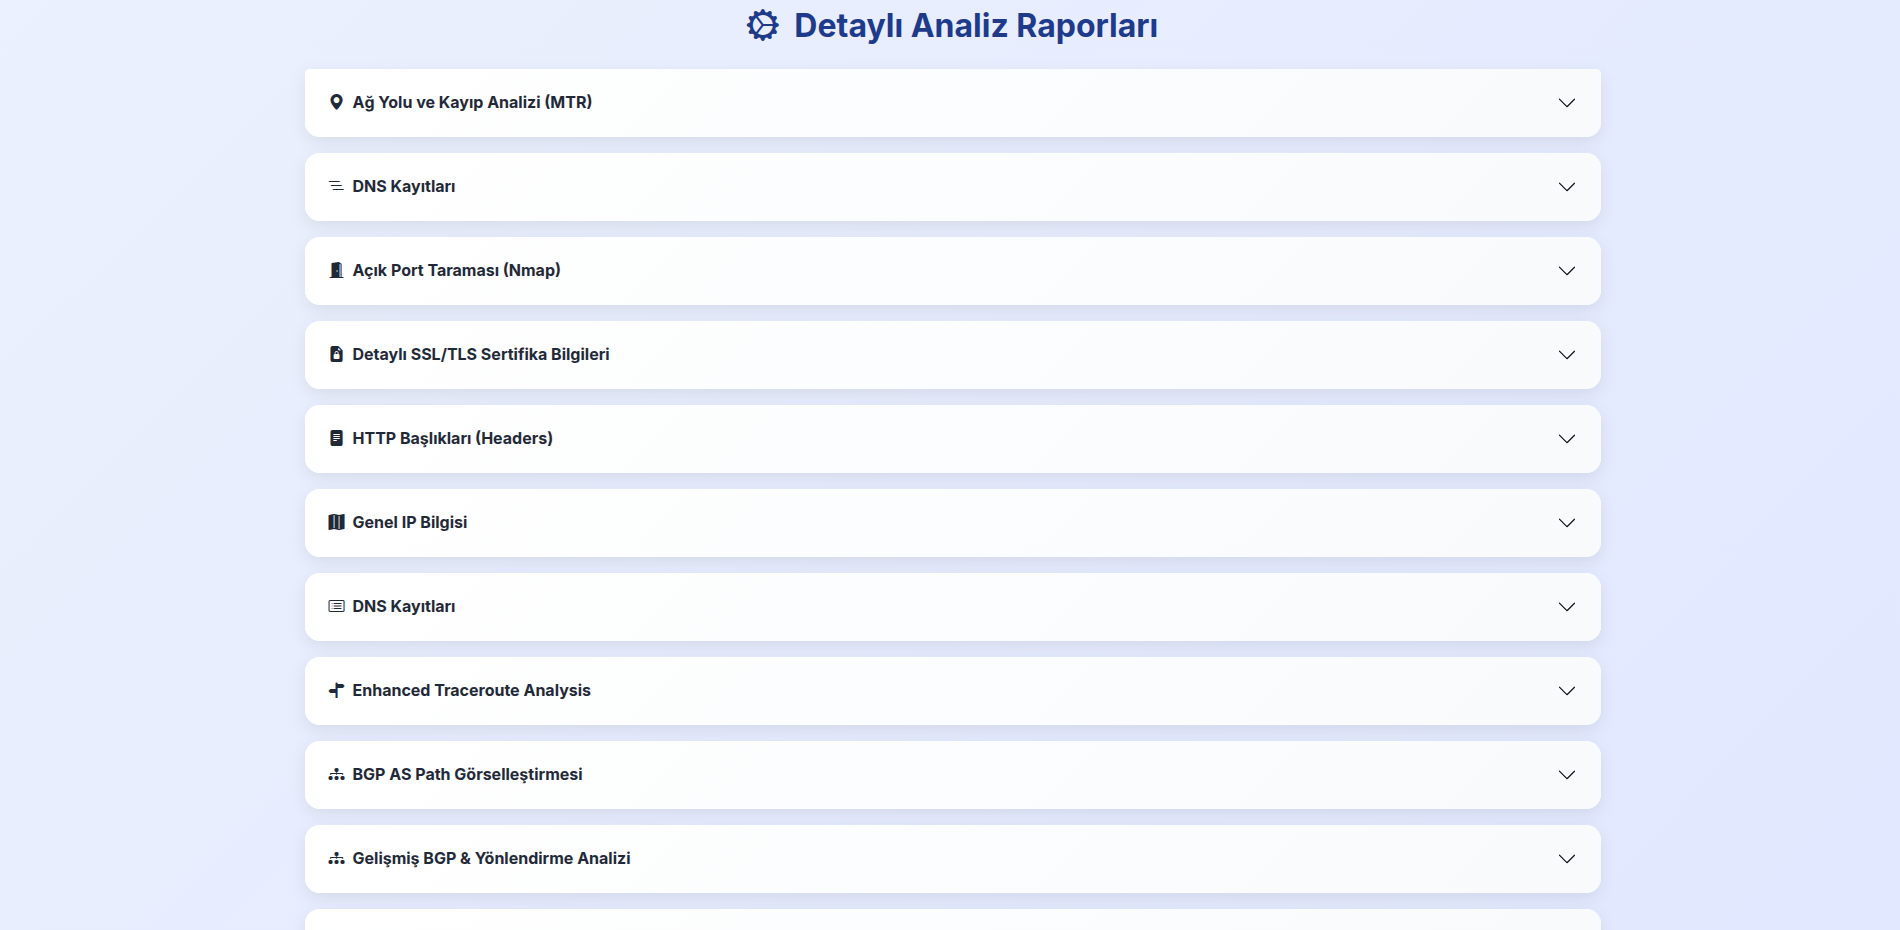 Detaylı Analiz Raporları
Ağ Yolu ve Kayıp Analizi (MTR)
DNS Kayıtları
Açık Port Taraması (Nmap)
Detaylı SSL/TLS Sertifika Bilgileri
HTTP Başlıkları (Headers)
Genel IP Bilgisi
DNS Kayıtları
Enhanced Traceroute Analysis
BGP AS Path Görselleştirmesi
Gelişmiş BGP & Yönlendirme Analizi